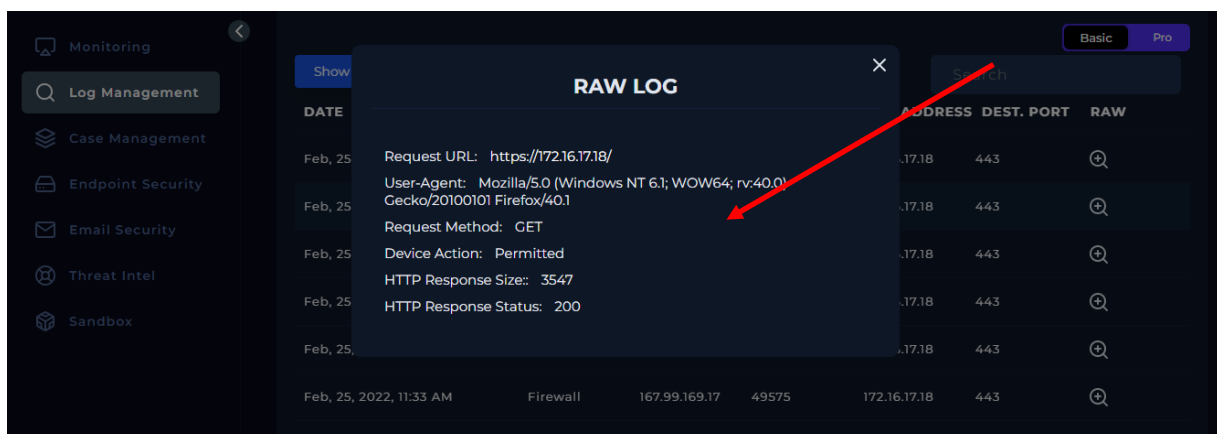 Monitoring
Basic Pro
Show
Search
RAW LOG
Log Management
DATE ADDRESS DEST. PORT RAW
Case Management
Feb, 25 .17.18 443
Request URL: https://172.16.17.18/
Endpoint Security
User-Agent: Mozilla/5.0 (Windows NT 6.1; WOW64; rv:40.0)
Gecko/20100101 Firefox/40.1
Feb, 25 .17.18 443
Email Security
Request Method: GET
Feb, 25 .17.18 443
Device Action: Permitted
Threat Intel
HTTP Response Size:: 3547
Feb, 25 .17.18 443
HTTP Response Status: 200
Sandbox
Feb, 25, .17.18 443
Feb, 25, 2022, 11:33 AM Firewall 167.99.169.17 49575 172.16.17.18 443